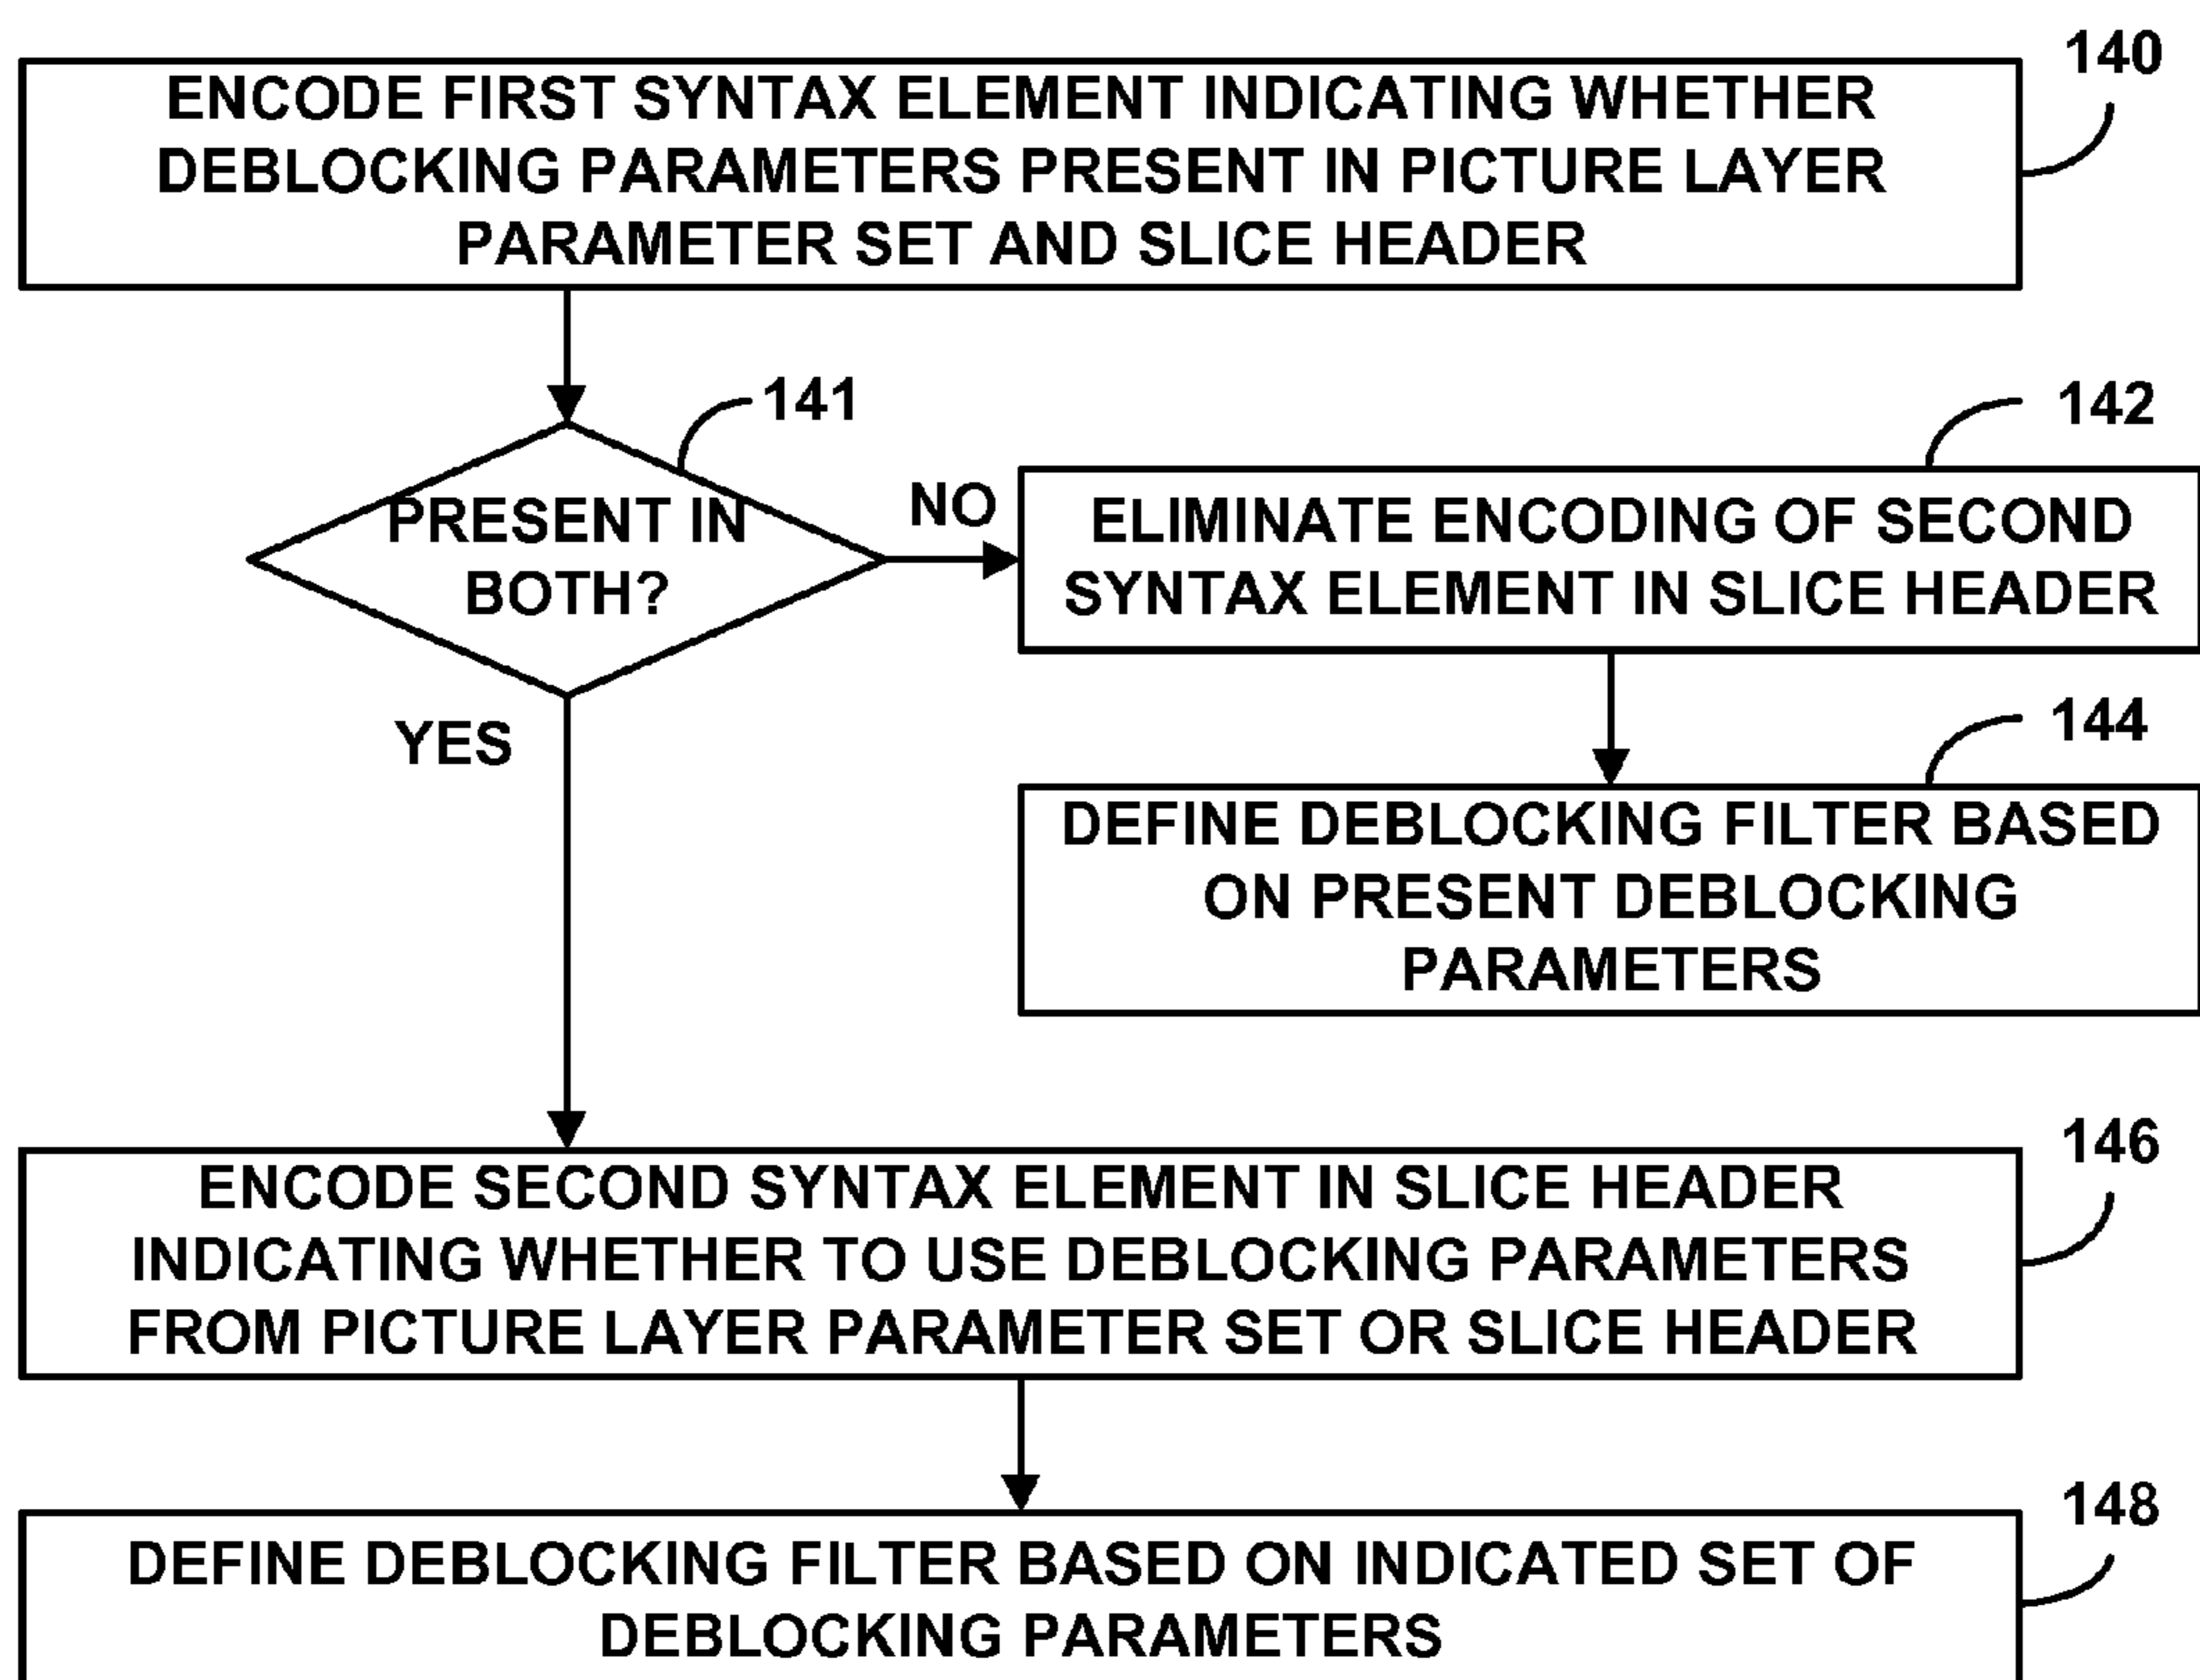 140
ENCODE FIRST SYNTAX ELEMENT INDICATING WHETHER
DEBLOCKING PARAMETERS PRESENT IN PICTURE LAYER
PARAMETER SET AND SLICE HEADER
141
PRESENT IN
BOTH?
NO
142
ELIMINATE ENCODING OF SECOND
SYNTAX ELEMENT IN SLICE HEADER
144
DEFINE DEBLOCKING FILTER BASED
ON PRESENT DEBLOCKING
PARAMETERS
YES
146
ENCODE SECOND SYNTAX ELEMENT IN SLICE HEADER
INDICATING WHETHER TO USE DEBLOCKING PARAMETERS
FROM PICTURE LAYER PARAMETER SET OR SLICE HEADER
148
DEFINE DEBLOCKING FILTER BASED ON INDICATED SET OF
DEBLOCKING PARAMETERS